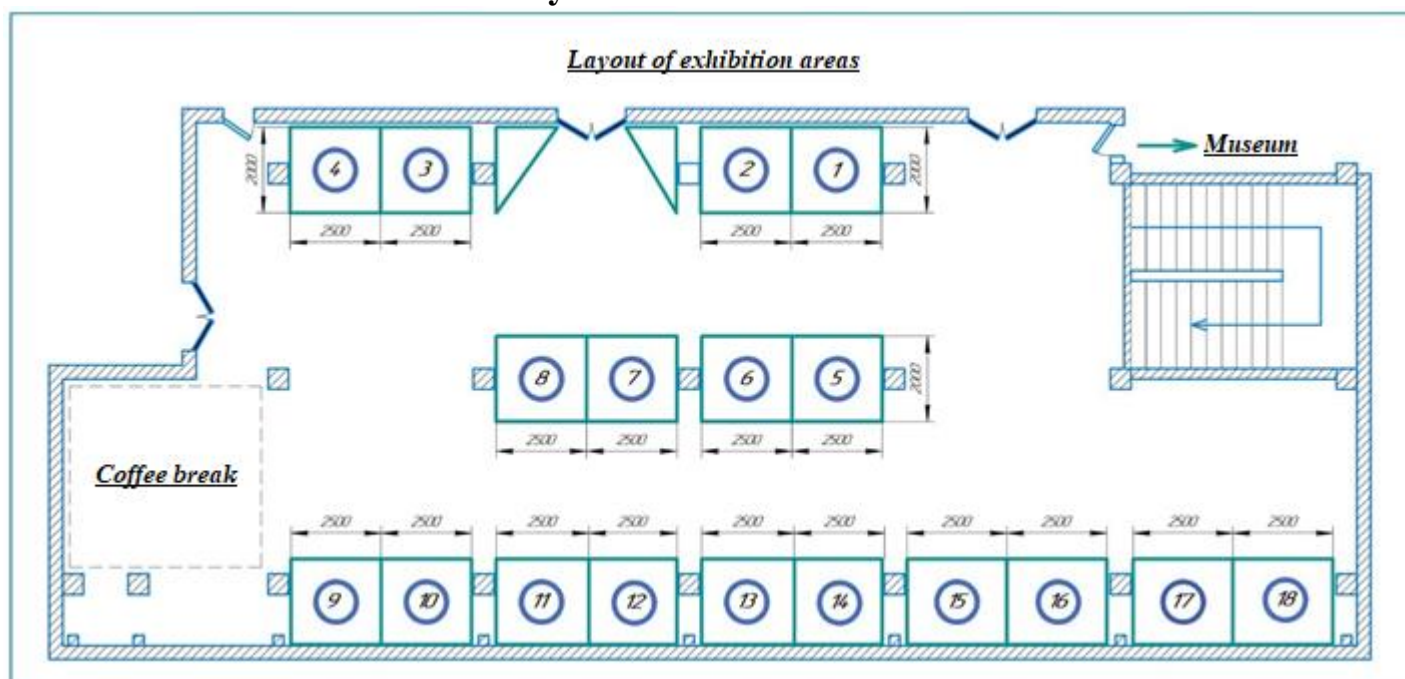 y
Layout of exhibition areas
Museum
4 3 2 1
2000 2000
2500 2500 2500 2500
8 7 6 5
2000
2500 2500 2500 2500
Coffee break
2500 2500 2500 2500 2500 2500 2500 2500 2500 2500
9 10 11 12 13 14 15 16 17 18